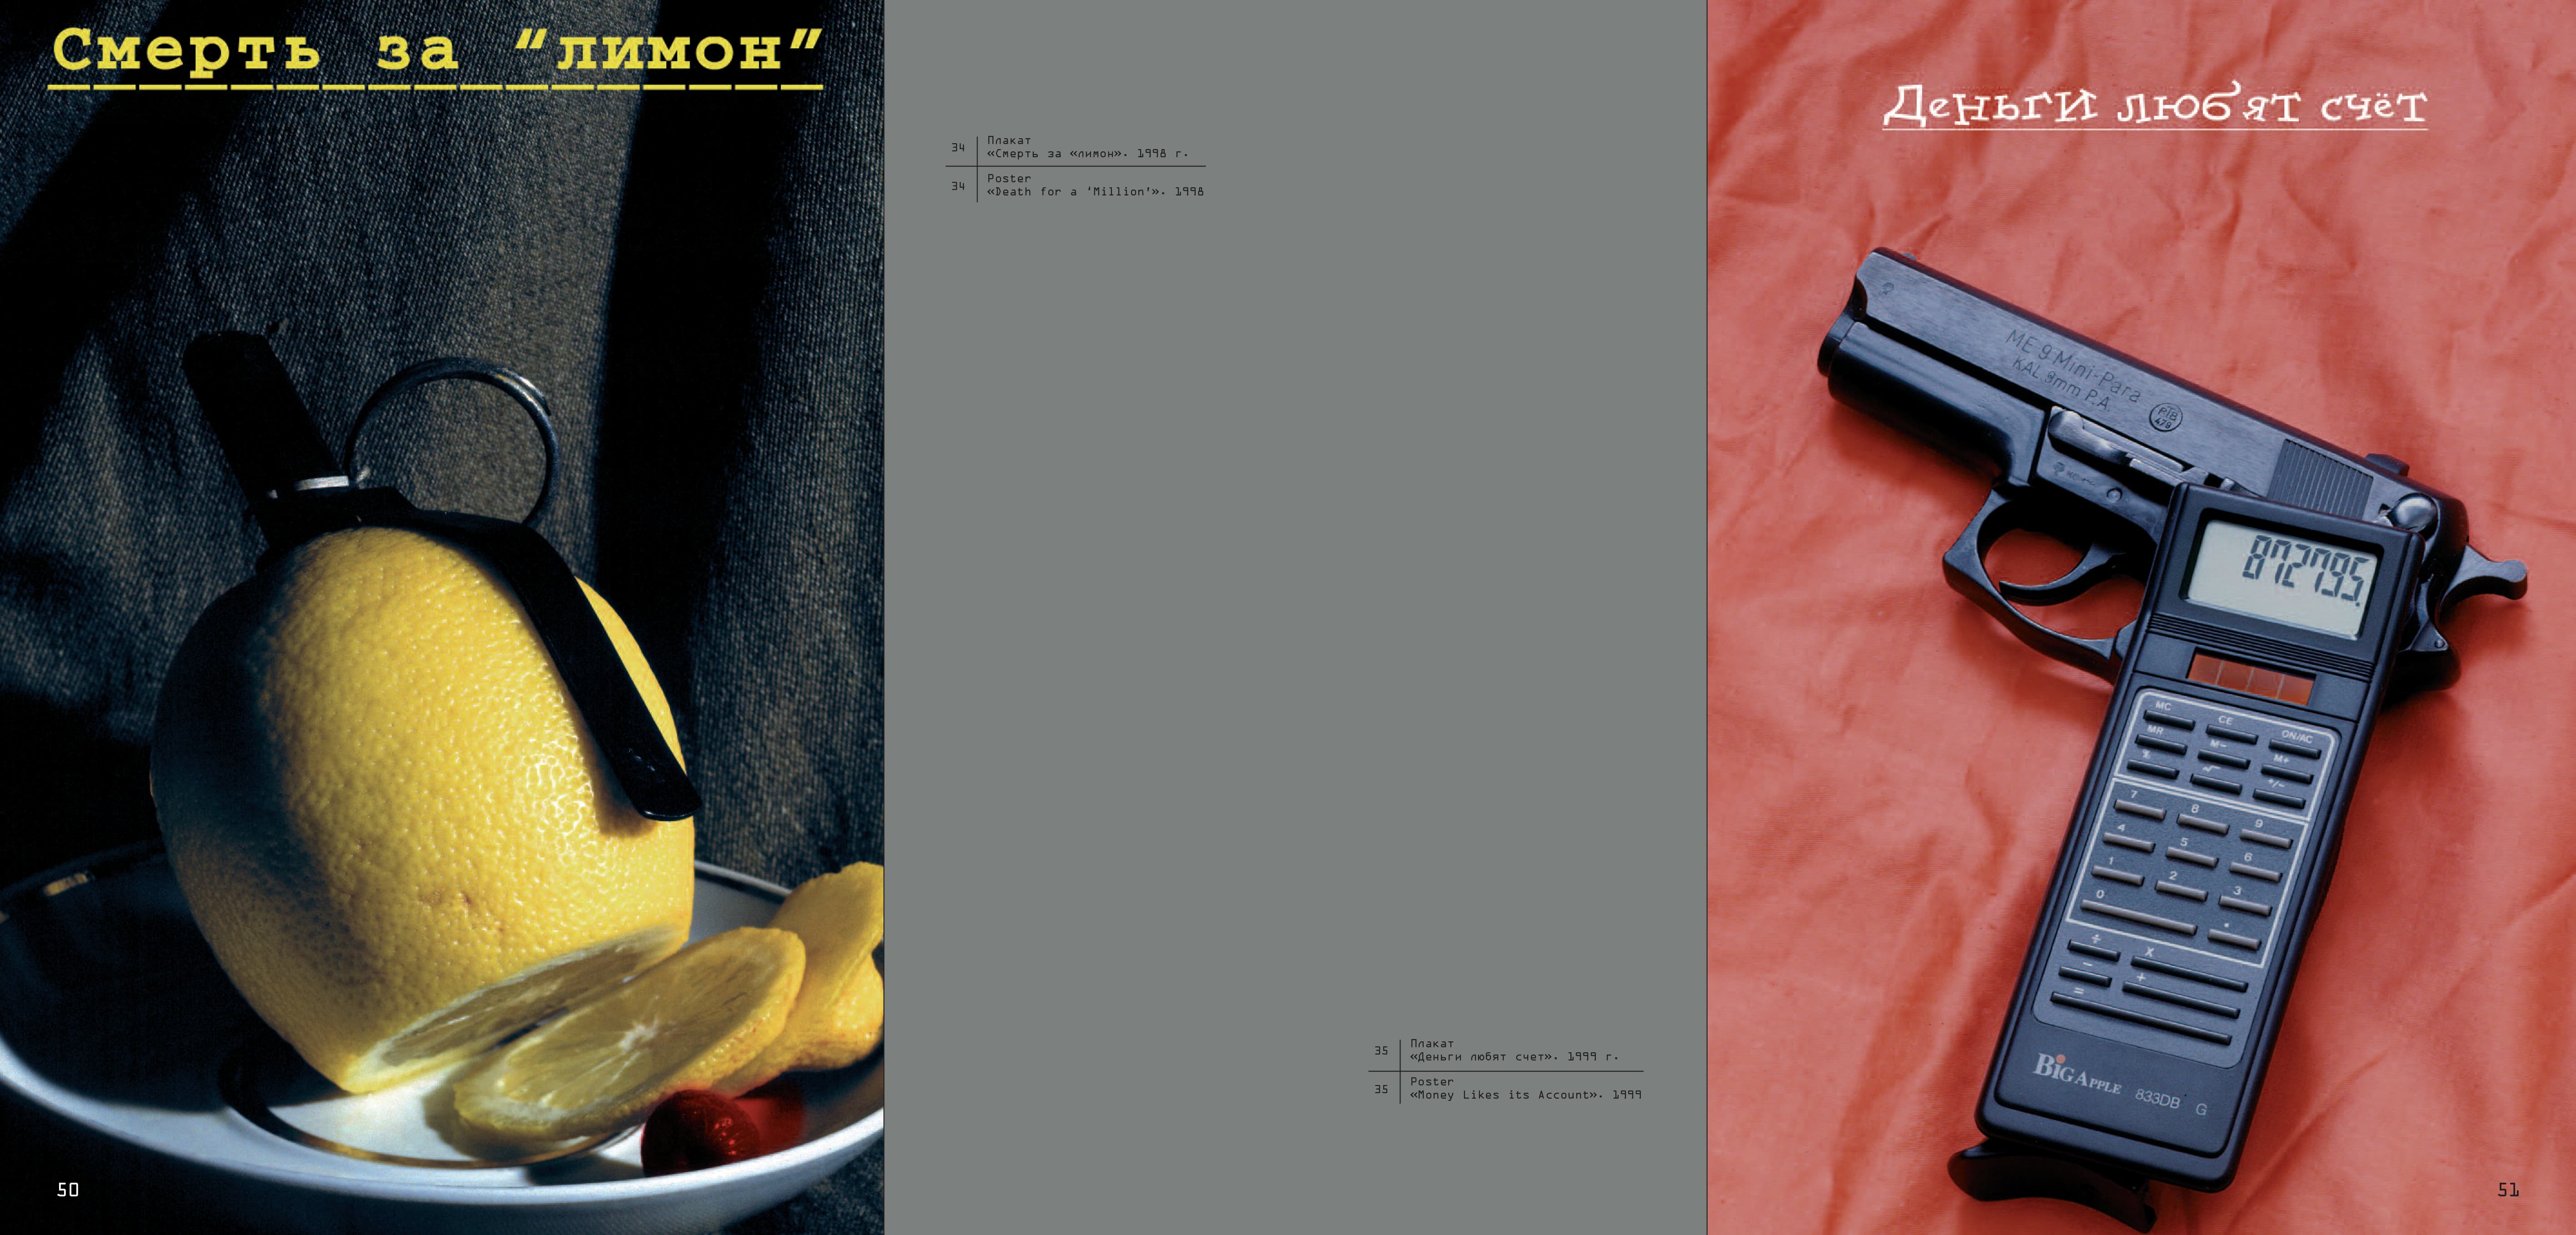 Смерть за “лимон”
34
Плакат
«Смерть за «лимон». 1998 г.
34
Poster
«Death for a ‘Million’». 1998
50
35
Плакат
«Деньги любят счет». 1999 г.
35
Poster
«Money Likes its Account». 1999
Деньги любят счёт
ME 9 Mini-Para
KAL.9mm P.A
PTB
479
872795.
MC CE ON/AC
MR M− M+
% √ +/−
7 8 9
4 5 6
1 2 3
0 •
÷ x
− +
=
BiG APPLE 833DB G
51